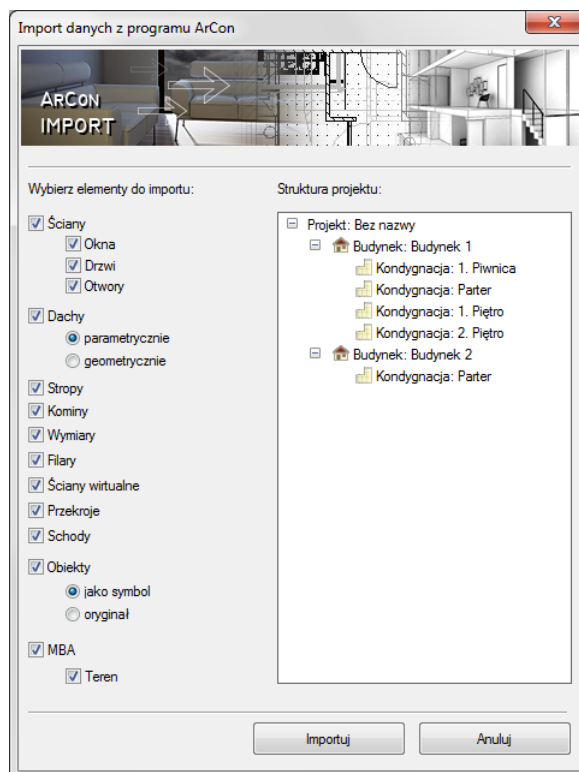 Import danych z programu ArCon
ARCON
IMPORT
Wybierz elementy do importu:
Ściany
Okna
Drzwi
Otwory
Dachy
parametrycznie
geometrycznie
Stropy
Kominy
Wymiary
Filary
Ściany wirtualne
Przekroje
Schody
Obiekty
jako symbol
oryginał
MBA
Teren
Struktura projektu:
Projekt: Bez nazwy
Budynek: Budynek 1
Kondygnacja: 1. Piwnica
Kondygnacja: Parter
Kondygnacja: 1. Piętro
Kondygnacja: 2. Piętro
Budynek: Budynek 2
Kondygnacja: Parter
Importuj
Anuluj